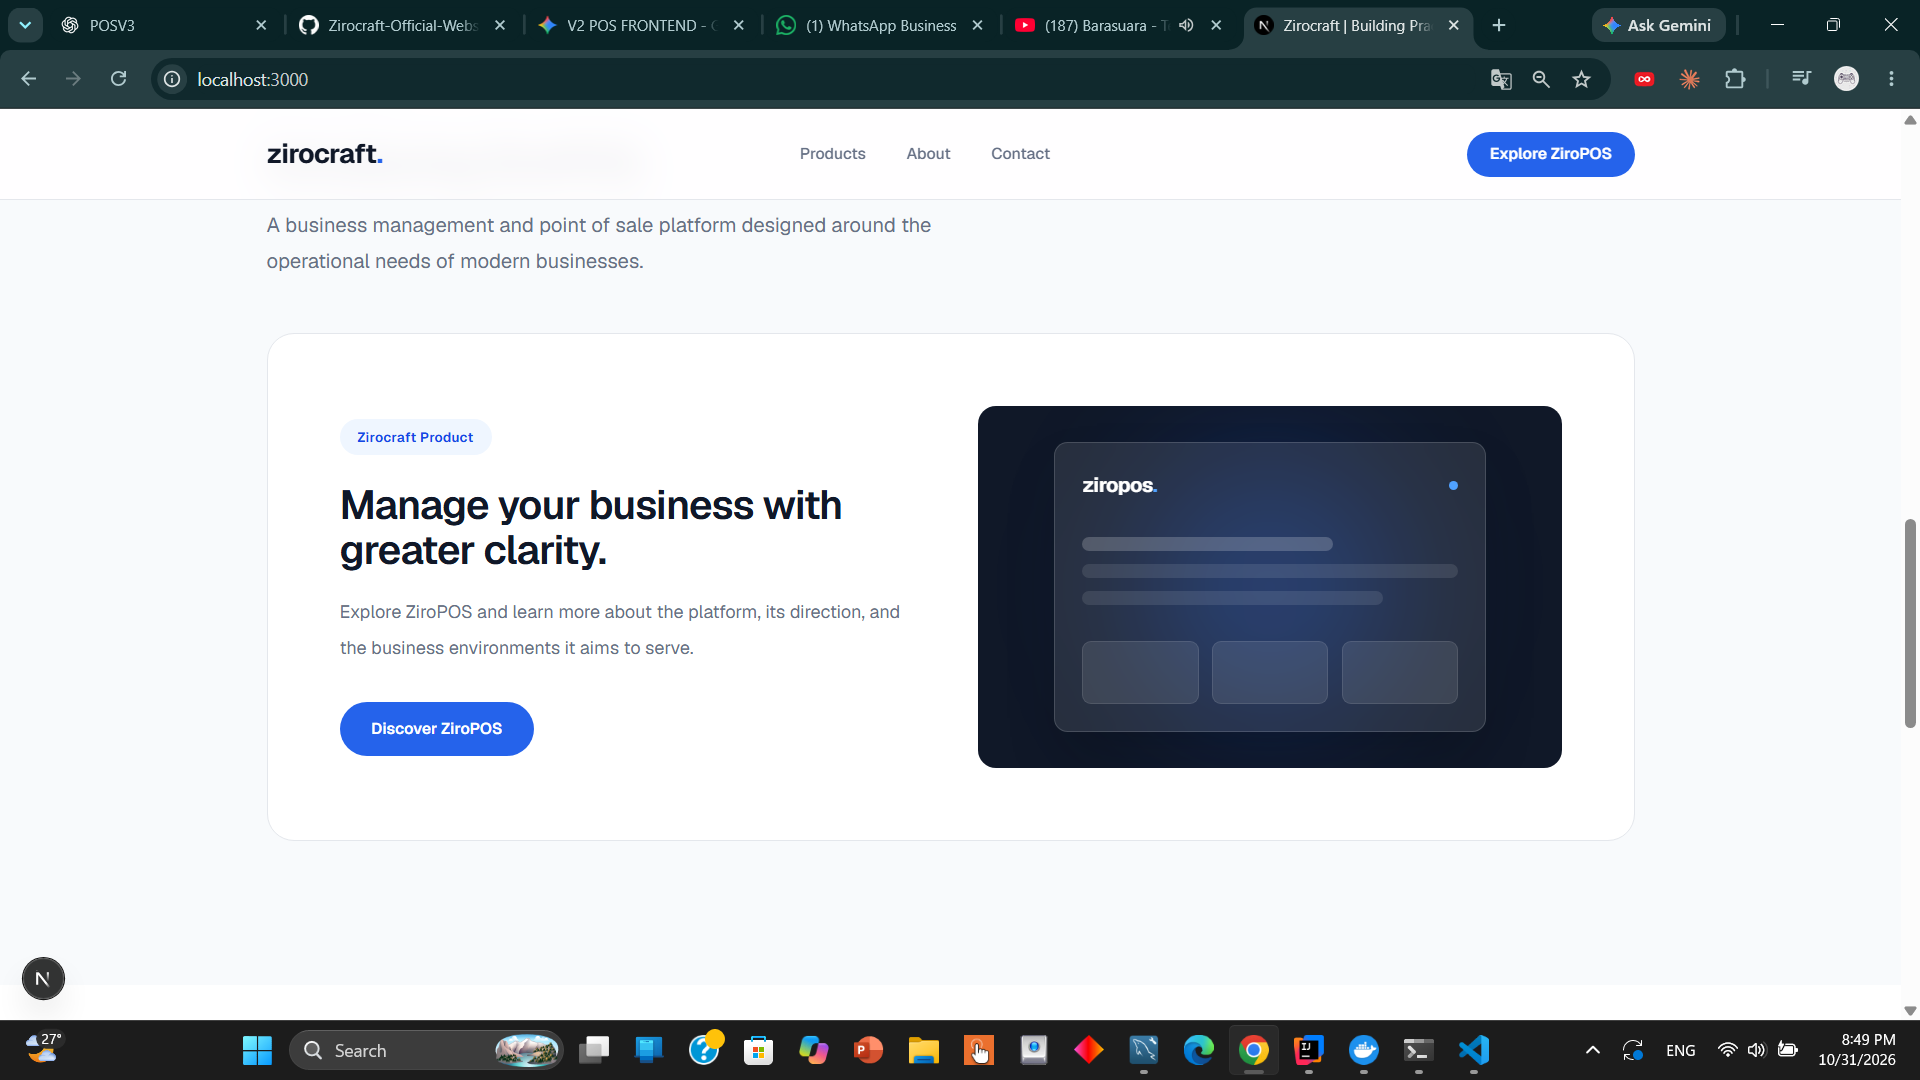 POSV3
Zirocraft-Official-Webs
V2 POS FRONTEND -
(1) WhatsApp Business
(187) Barasuara -
Zirocraft | Building Pra
Ask Gemini
localhost:3000
zirocraft.
Products
About
Contact
Explore ZiroPOS
A business management and point of sale platform designed around the
operational needs of modern businesses.
Zirocraft Product
Manage your business with
greater clarity.
Explore ZiroPOS and learn more about the platform, its direction, and
the business environments it aims to serve.
Discover ZiroPOS
ziropos.
N
27°
Search
ENG
8:49 PM
10/31/2026